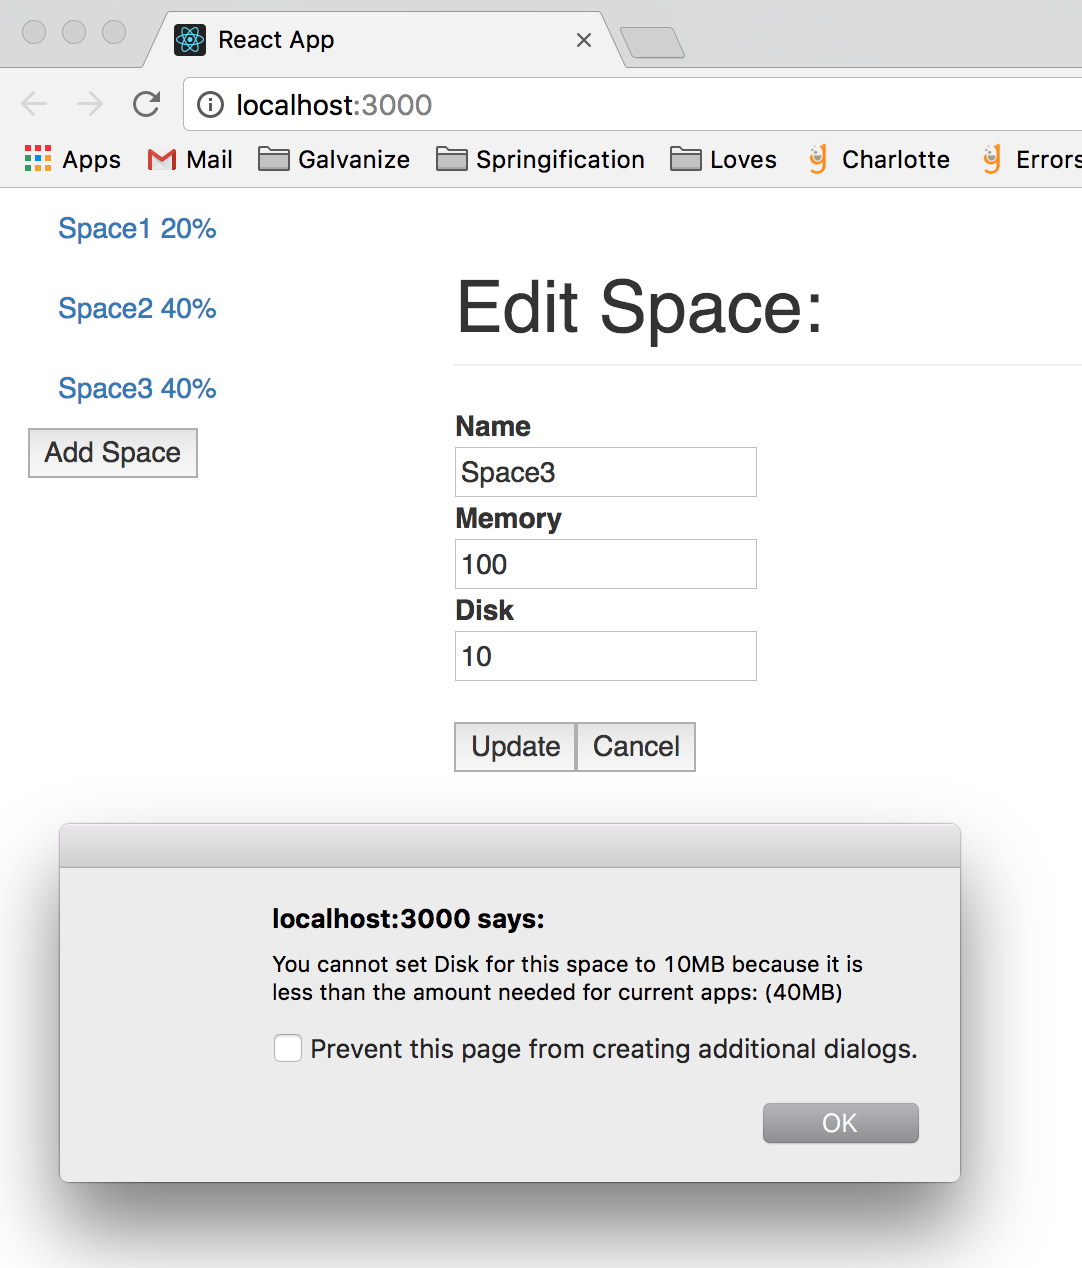 React App
localhost:3000
Apps Mail Galvanize Springification Loves Charlotte Errors
Space1 20%
Space2 40%
Space3 40%
Add Space
Edit Space:
Name
Space3
Memory
100
Disk
10
Update Cancel
localhost:3000 says:
You cannot set Disk for this space to 10MB because it is
less than the amount needed for current apps: (40MB)
Prevent this page from creating additional dialogs.
OK